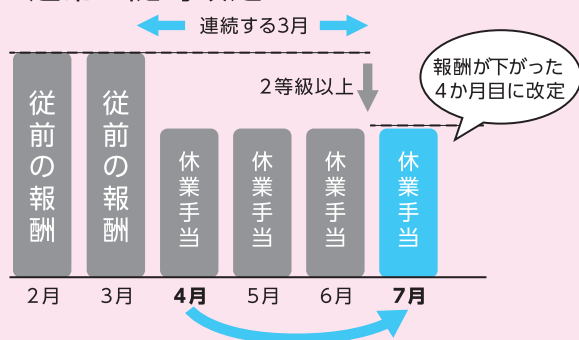 連続する3月
2等級以上
報酬が下がった
4か月目に改定
従前の報酬
従前の報酬
休業手当
休業手当
休業手当
休業手当
2月
3月
4月
5月
6月
7月